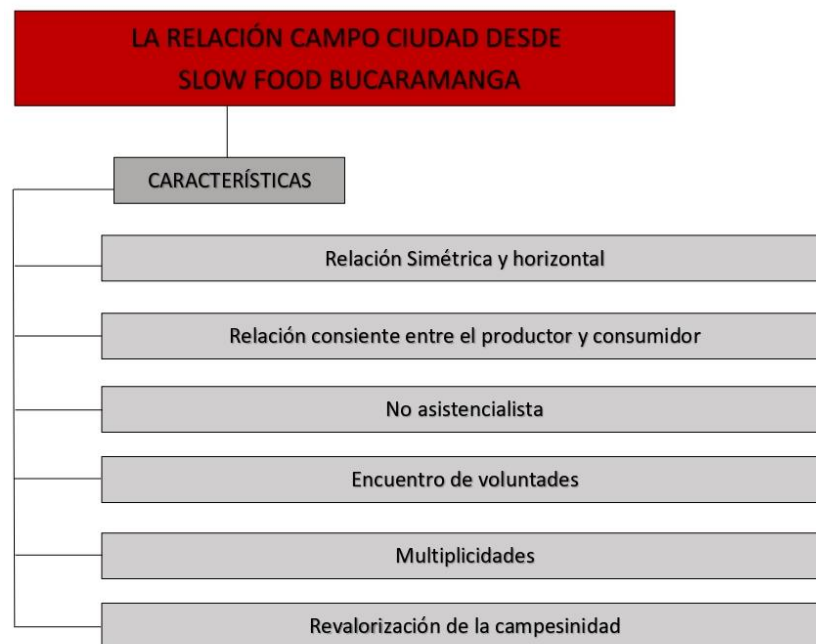 LA RELACIÓN CAMPO CIUDAD DESDE
SLOW FOOD BUCARAMANGA
CARACTERÍSTICAS
Relación Simétrica y horizontal
Relación consiente entre el productor y consumidor
No asistencialista
Encuentro de voluntades
Multiplicidades
Revalorización de la campesinidad